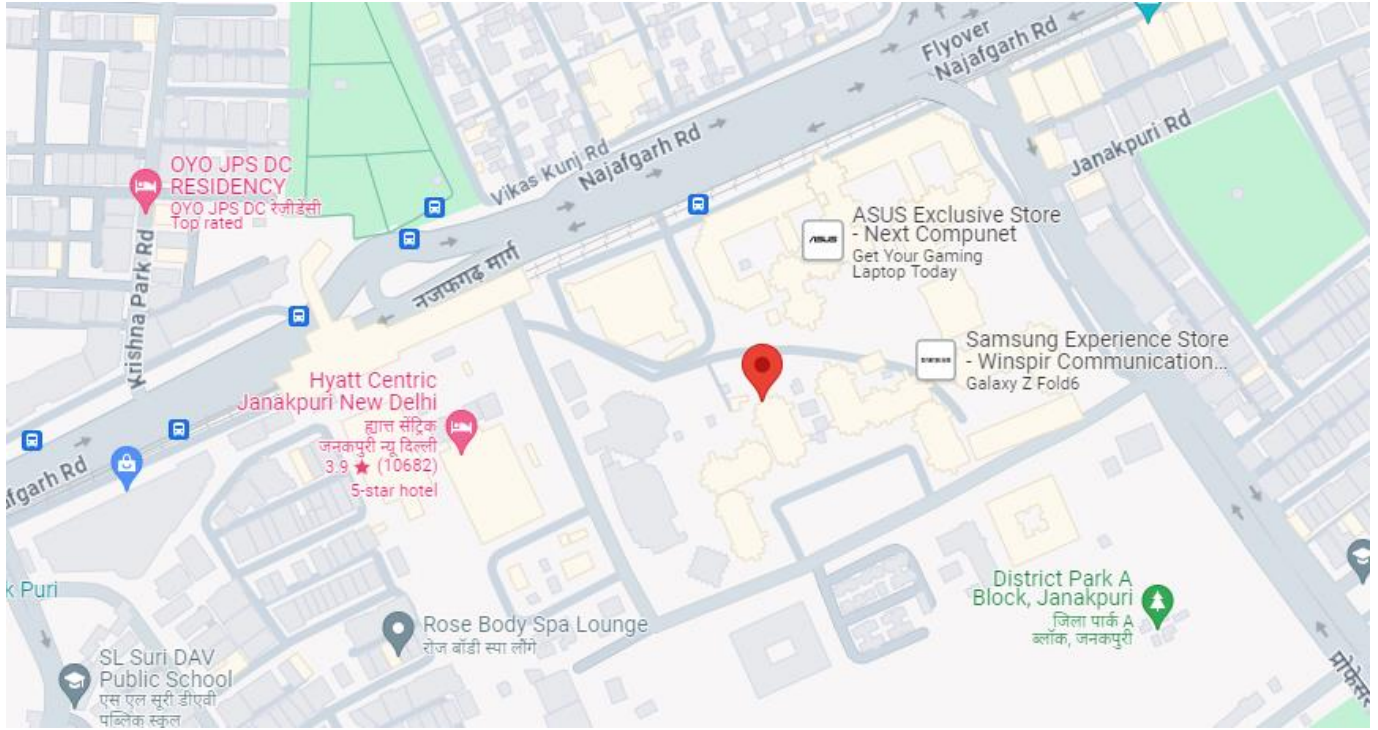 Flyover
Najafgarh Rd
Janakpuri Rd
Vikas Kunj Rd
Najafgarh Rd
OYO JPS DC
RESIDENCY
OYO JPS DC रेज़ीडेंसी
Top rated
Krishna Park Rd
नजफगढ़ मार्ग
ASUS
ASUS Exclusive Store
- Next Compunet
Get Your Gaming
Laptop Today
SAMSUNG
Samsung Experience Store
- Winspir Communication...
Galaxy Z Fold6
Hyatt Centric
Janakpuri New Delhi
ह्यात्त सेंट्रिक
जनकपुरी न्यू दिल्ली
3.9 ★ (10682)
5-star hotel
afgarh Rd
k Puri
District Park A
Block, Janakpuri
जिला पार्क A
ब्लॉक, जनकपुरी
Rose Body Spa Lounge
रोज बॉडी स्पा लौंगे
SL Suri DAV
Public School
एस एल सूरी डीएवी
पब्लिक स्कूल
प्रोफेसर